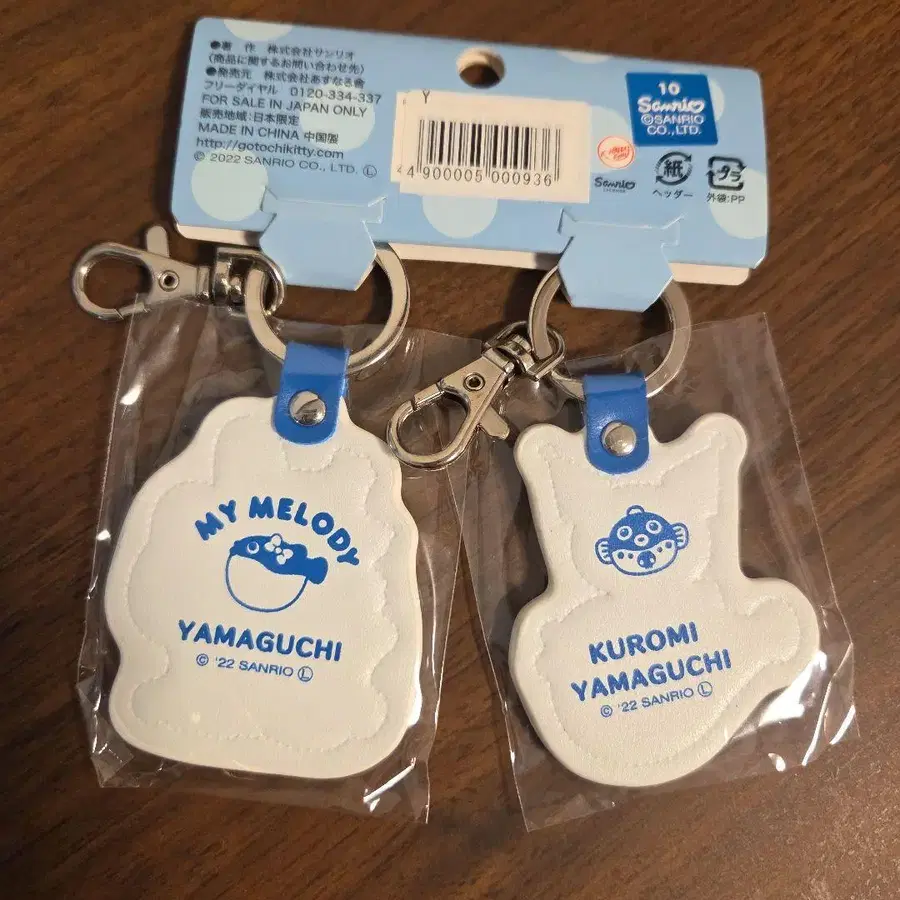 ●著 作 株式会社サンリオ
(商品に関するお問い合わせ先)
●発売元 株式会社あすなろ舎
フリーダイヤル 0120-334-337
FOR SALE IN JAPAN ONLY
販売地域:日本限定
MADE IN CHINA 中国製
http://gotochikitty.com
© 2022 SANRIO CO., LTD. Ⓛ
Y
4 900005 000936
10
Sanrio
©SANRIO
CO., LTD.
Sanrio
紙
ヘッダー
プラ
外袋:PP
MY MELODY
YAMAGUCHI
© '22 SANRIO Ⓛ
KUROMI
YAMAGUCHI
© '22 SANRIO Ⓛ